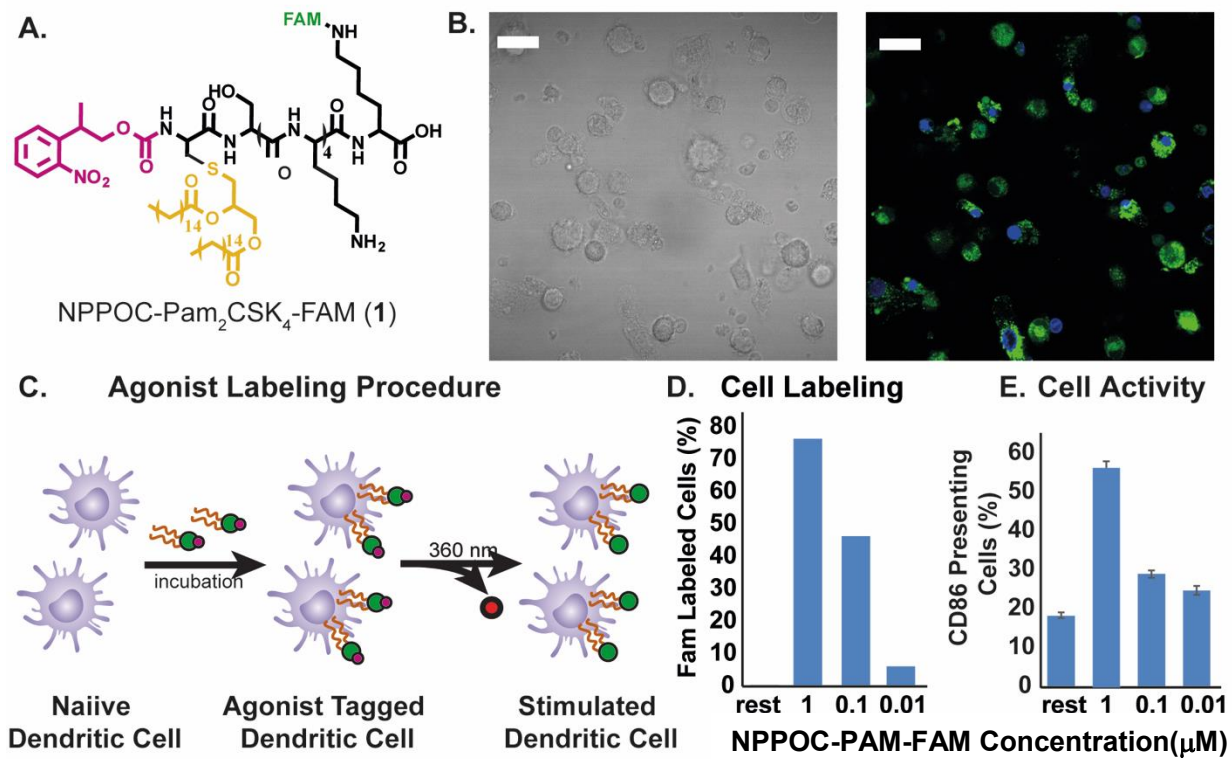 A.
FAM
NH
HO
O
H
N
O
N
H
O
H
N
O
N
H
O
OH
O
4
O
NO₂
S
O
14
O
14
O
O
NH₂
NPPOC-Pam₂CSK₄-FAM (1)
B.
C. Agonist Labeling Procedure
incubation
360 nm
Naiive
Dendritic Cell
Agonist Tagged
Dendritic Cell
Stimulated
Dendritic Cell
D. Cell Labeling
Fam Labeled Cells (%)
80
70
60
50
40
30
20
10
0
rest 1 0.1 0.01
E. Cell Activity
CD86 Presenting
Cells (%)
60
50
40
30
20
10
0
rest 1 0.1 0.01
NPPOC-PAM-FAM Concentration(μM)